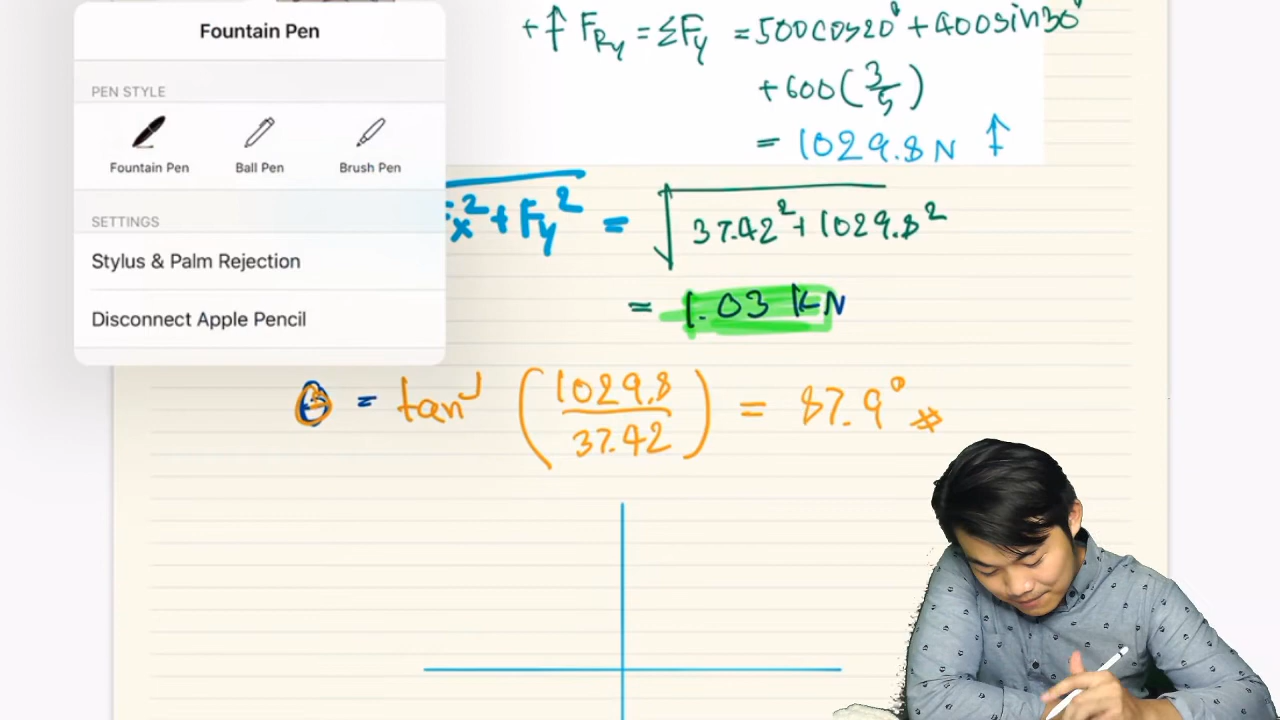 Fountain Pen
PEN STYLE
Fountain Pen Ball Pen Brush Pen
SETTINGS
Stylus & Palm Rejection
Disconnect Apple Pencil
+↑ F_Ry = ΣF_y = 500cos20° + 400sin30°
+600(3/5)
= 1029.8 N ↑
x² + Fy² = √(37.42² + 1029.8²)
= 1.03 kN
θ = tan⁻¹ (1029.8/37.42) = 87.9°